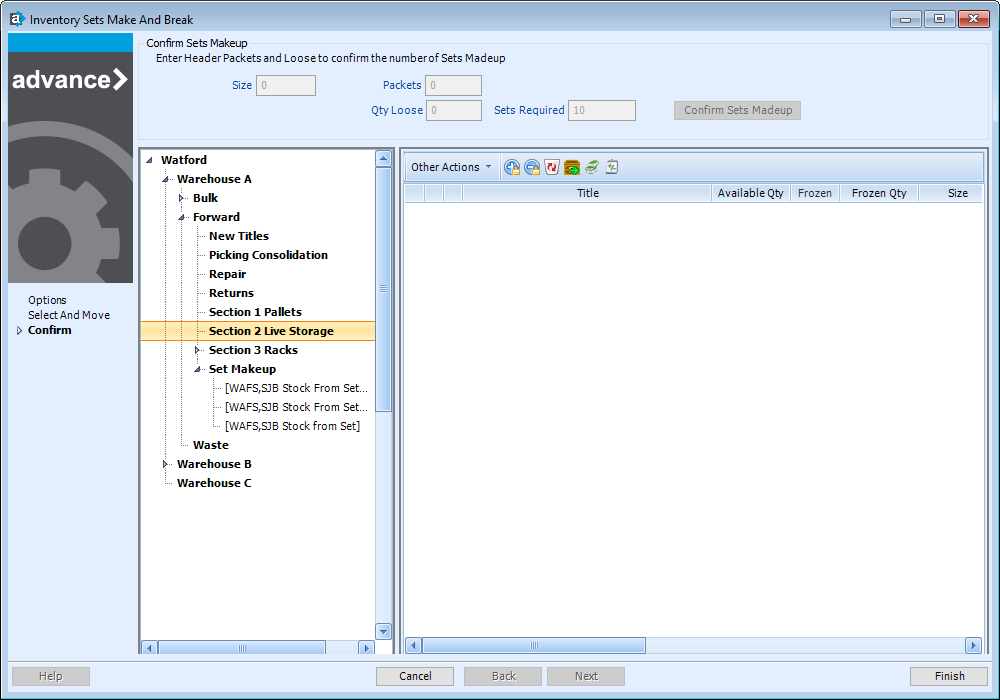 Inventory Sets Make And Break
advance
Options
Select And Move
Confirm
Confirm Sets Makeup
Enter Header Packets and Loose to confirm the number of Sets Madeup
Size 0 Packets 0
Qty Loose 0 Sets Required 10 Confirm Sets Madeup
Watford
Warehouse A
Bulk
Forward
New Titles
Picking Consolidation
Repair
Returns
Section 1 Pallets
Section 2 Live Storage
Section 3 Racks
Set Makeup
[WAFS,SJB Stock From Set...
[WAFS,SJB Stock From Set...
[WAFS,SJB Stock from Set]
Waste
Warehouse B
Warehouse C
Other Actions
Title Available Qty Frozen Frozen Qty Size
Help Cancel Back Next Finish